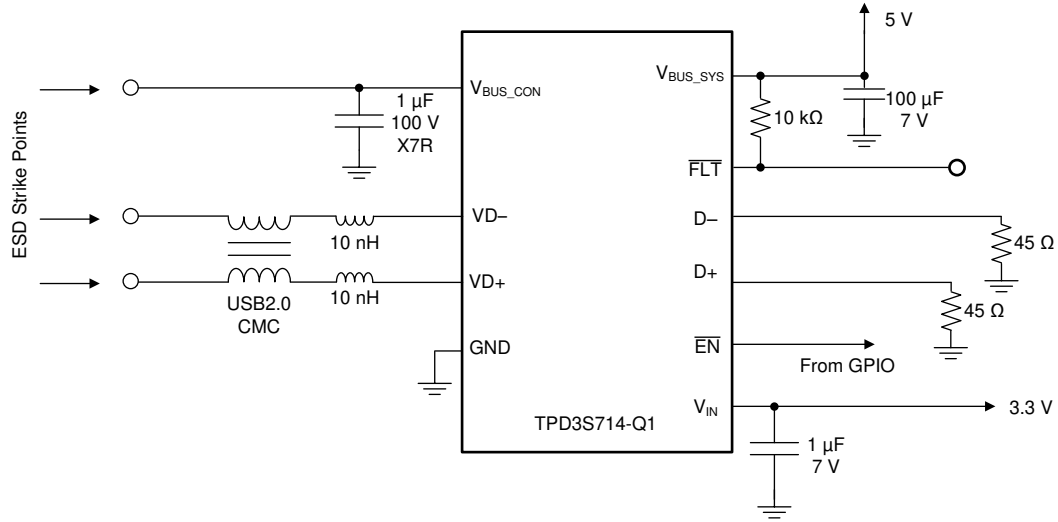 ESD Strike Points
1 µF
100 V
X7R
10 nH
10 nH
USB2.0
CMC
V_BUS_CON
VD–
VD+
GND
TPD3S714-Q1
V_BUS_SYS
FLT
D–
D+
EN
V_IN
5 V
10 kΩ
100 µF
7 V
45 Ω
45 Ω
From GPIO
3.3 V
1 µF
7 V